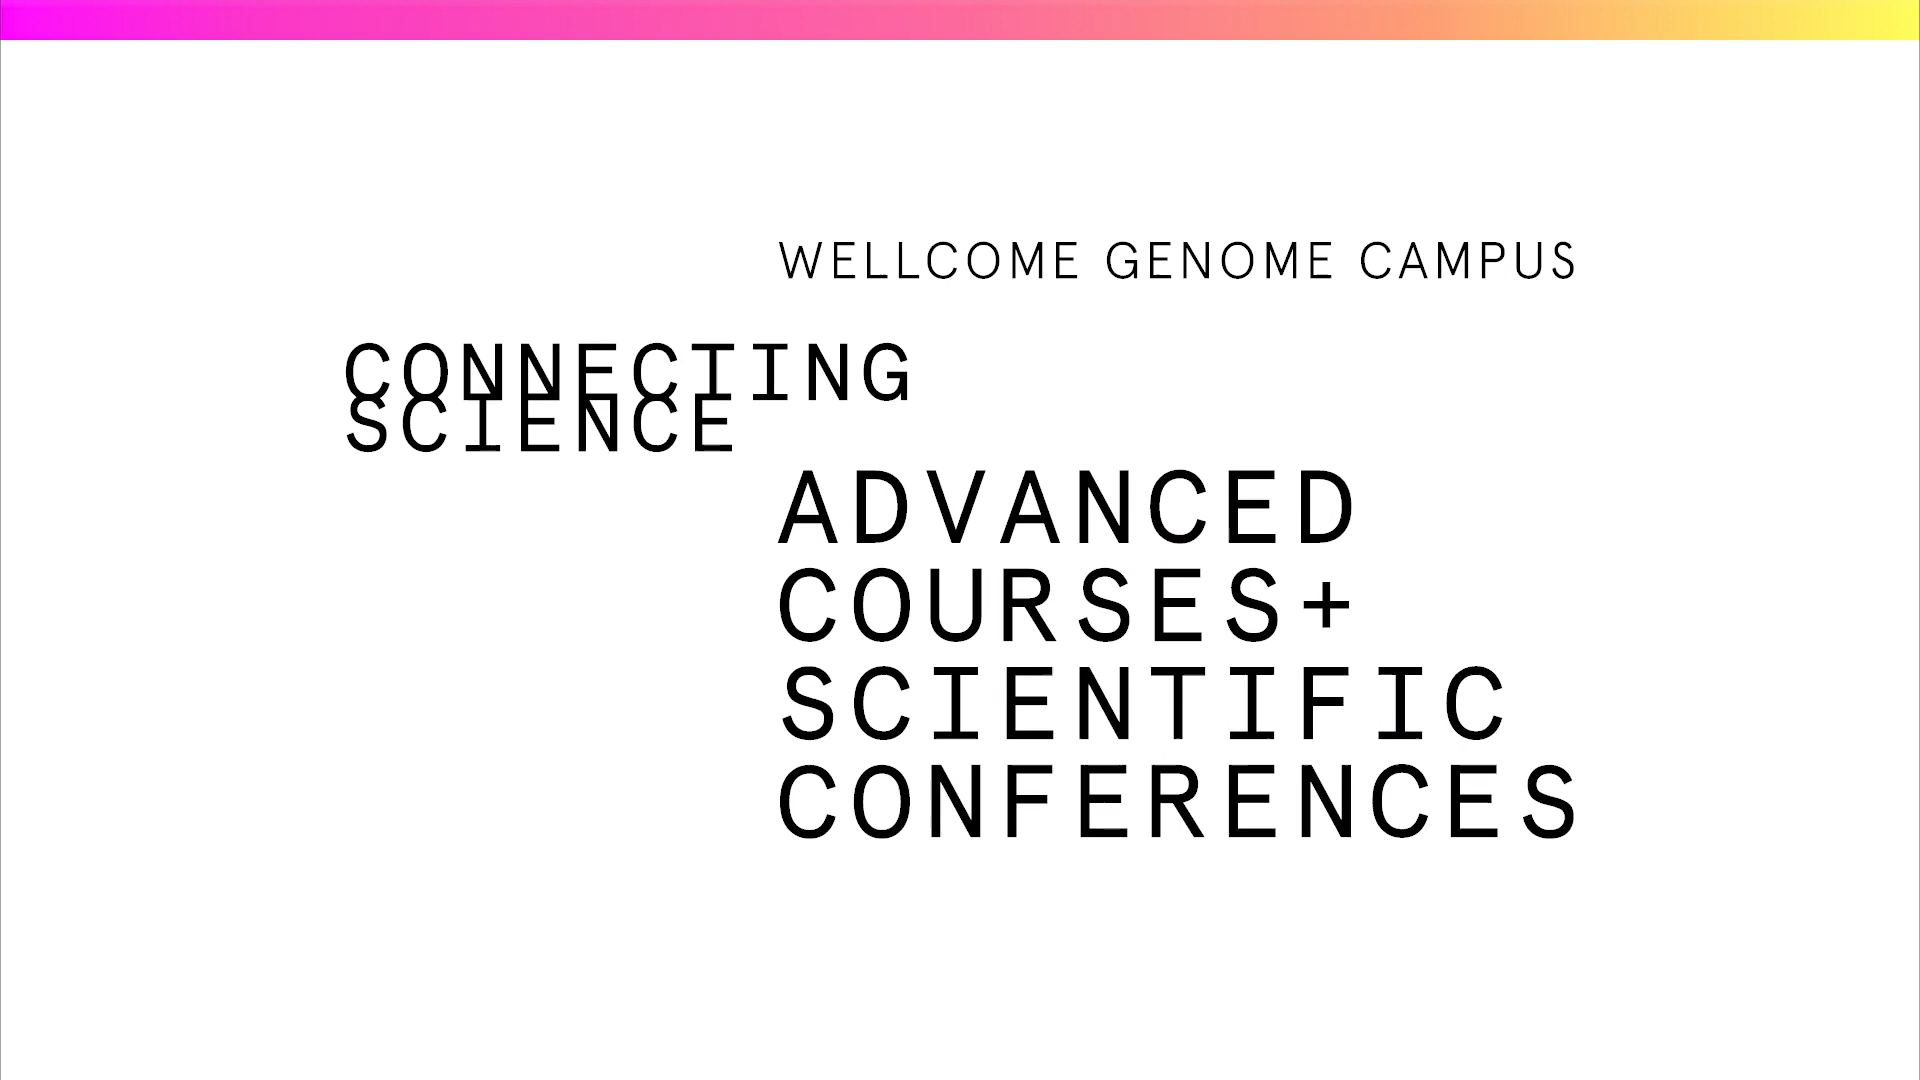 WELLCOME GENOME CAMPUS
CONNECTING
SCIENCE
ADVANCED
COURSES+
SCIENTIFIC
CONFERENCES